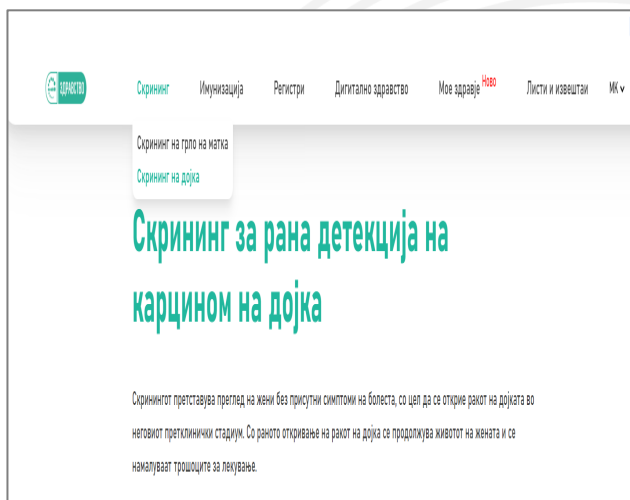 ЗДРАВСТВО
Скрининг Имунизација Регистри Дигитално здравство Мое здравје Ново Листи и извештаи МК
Скрининг на грло на матка
Скрининг на дојка
Скрининг за рана детекција на
карцином на дојка
Скринингот претставува преглед на жени без присутни симптоми на болеста, со цел да се открие ракот на дојката во
неговиот претклинички стадиум. Со раното откривање на ракот на дојка се продолжува животот на жената и се
намалуваат трошоците за лекување.